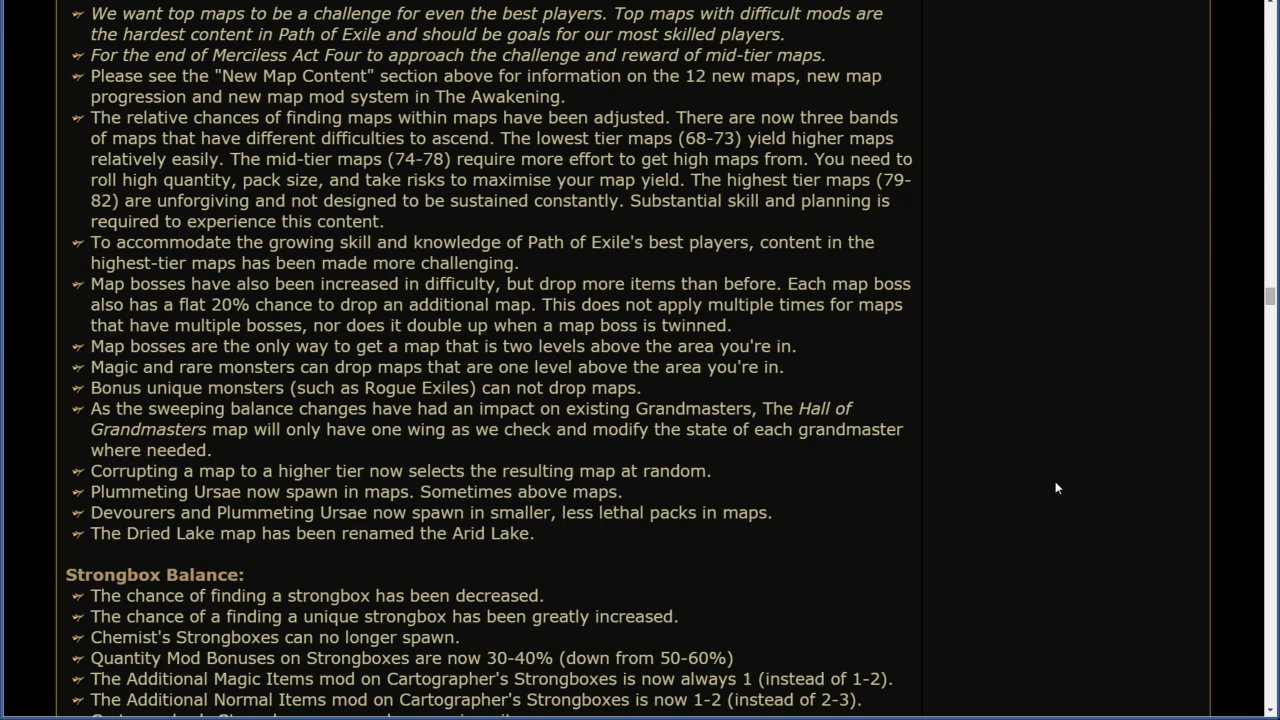 We want top maps to be a challenge for even the best players. Top maps with difficult mods are
the hardest content in Path of Exile and should be goals for our most skilled players.
For the end of Merciless Act Four to approach the challenge and reward of mid-tier maps.
Please see the "New Map Content" section above for information on the 12 new maps, new map
progression and new map mod system in The Awakening.
The relative chances of finding maps within maps have been adjusted. There are now three bands
of maps that have different difficulties to ascend. The lowest tier maps (68-73) yield higher maps
relatively easily. The mid-tier maps (74-78) require more effort to get high maps from. You need to
roll high quantity, pack size, and take risks to maximise your map yield. The highest tier maps (79-
82) are unforgiving and not designed to be sustained constantly. Substantial skill and planning is
required to experience this content.
To accommodate the growing skill and knowledge of Path of Exile's best players, content in the
highest-tier maps has been made more challenging.
Map bosses have also been increased in difficulty, but drop more items than before. Each map boss
also has a flat 20% chance to drop an additional map. This does not apply multiple times for maps
that have multiple bosses, nor does it double up when a map boss is twinned.
Map bosses are the only way to get a map that is two levels above the area you're in.
Magic and rare monsters can drop maps that are one level above the area you're in.
Bonus unique monsters (such as Rogue Exiles) can not drop maps.
As the sweeping balance changes have had an impact on existing Grandmasters, The Hall of
Grandmasters map will only have one wing as we check and modify the state of each grandmaster
where needed.
Corrupting a map to a higher tier now selects the resulting map at random.
Plummeting Ursae now spawn in maps. Sometimes above maps.
Devourers and Plummeting Ursae now spawn in smaller, less lethal packs in maps.
The Dried Lake map has been renamed the Arid Lake.
Strongbox Balance:
The chance of finding a strongbox has been decreased.
The chance of a finding a unique strongbox has been greatly increased.
Chemist's Strongboxes can no longer spawn.
Quantity Mod Bonuses on Strongboxes are now 30-40% (down from 50-60%)
The Additional Magic Items mod on Cartographer's Strongboxes is now always 1 (instead of 1-2).
The Additional Normal Items mod on Cartographer's Strongboxes is now 1-2 (instead of 2-3).